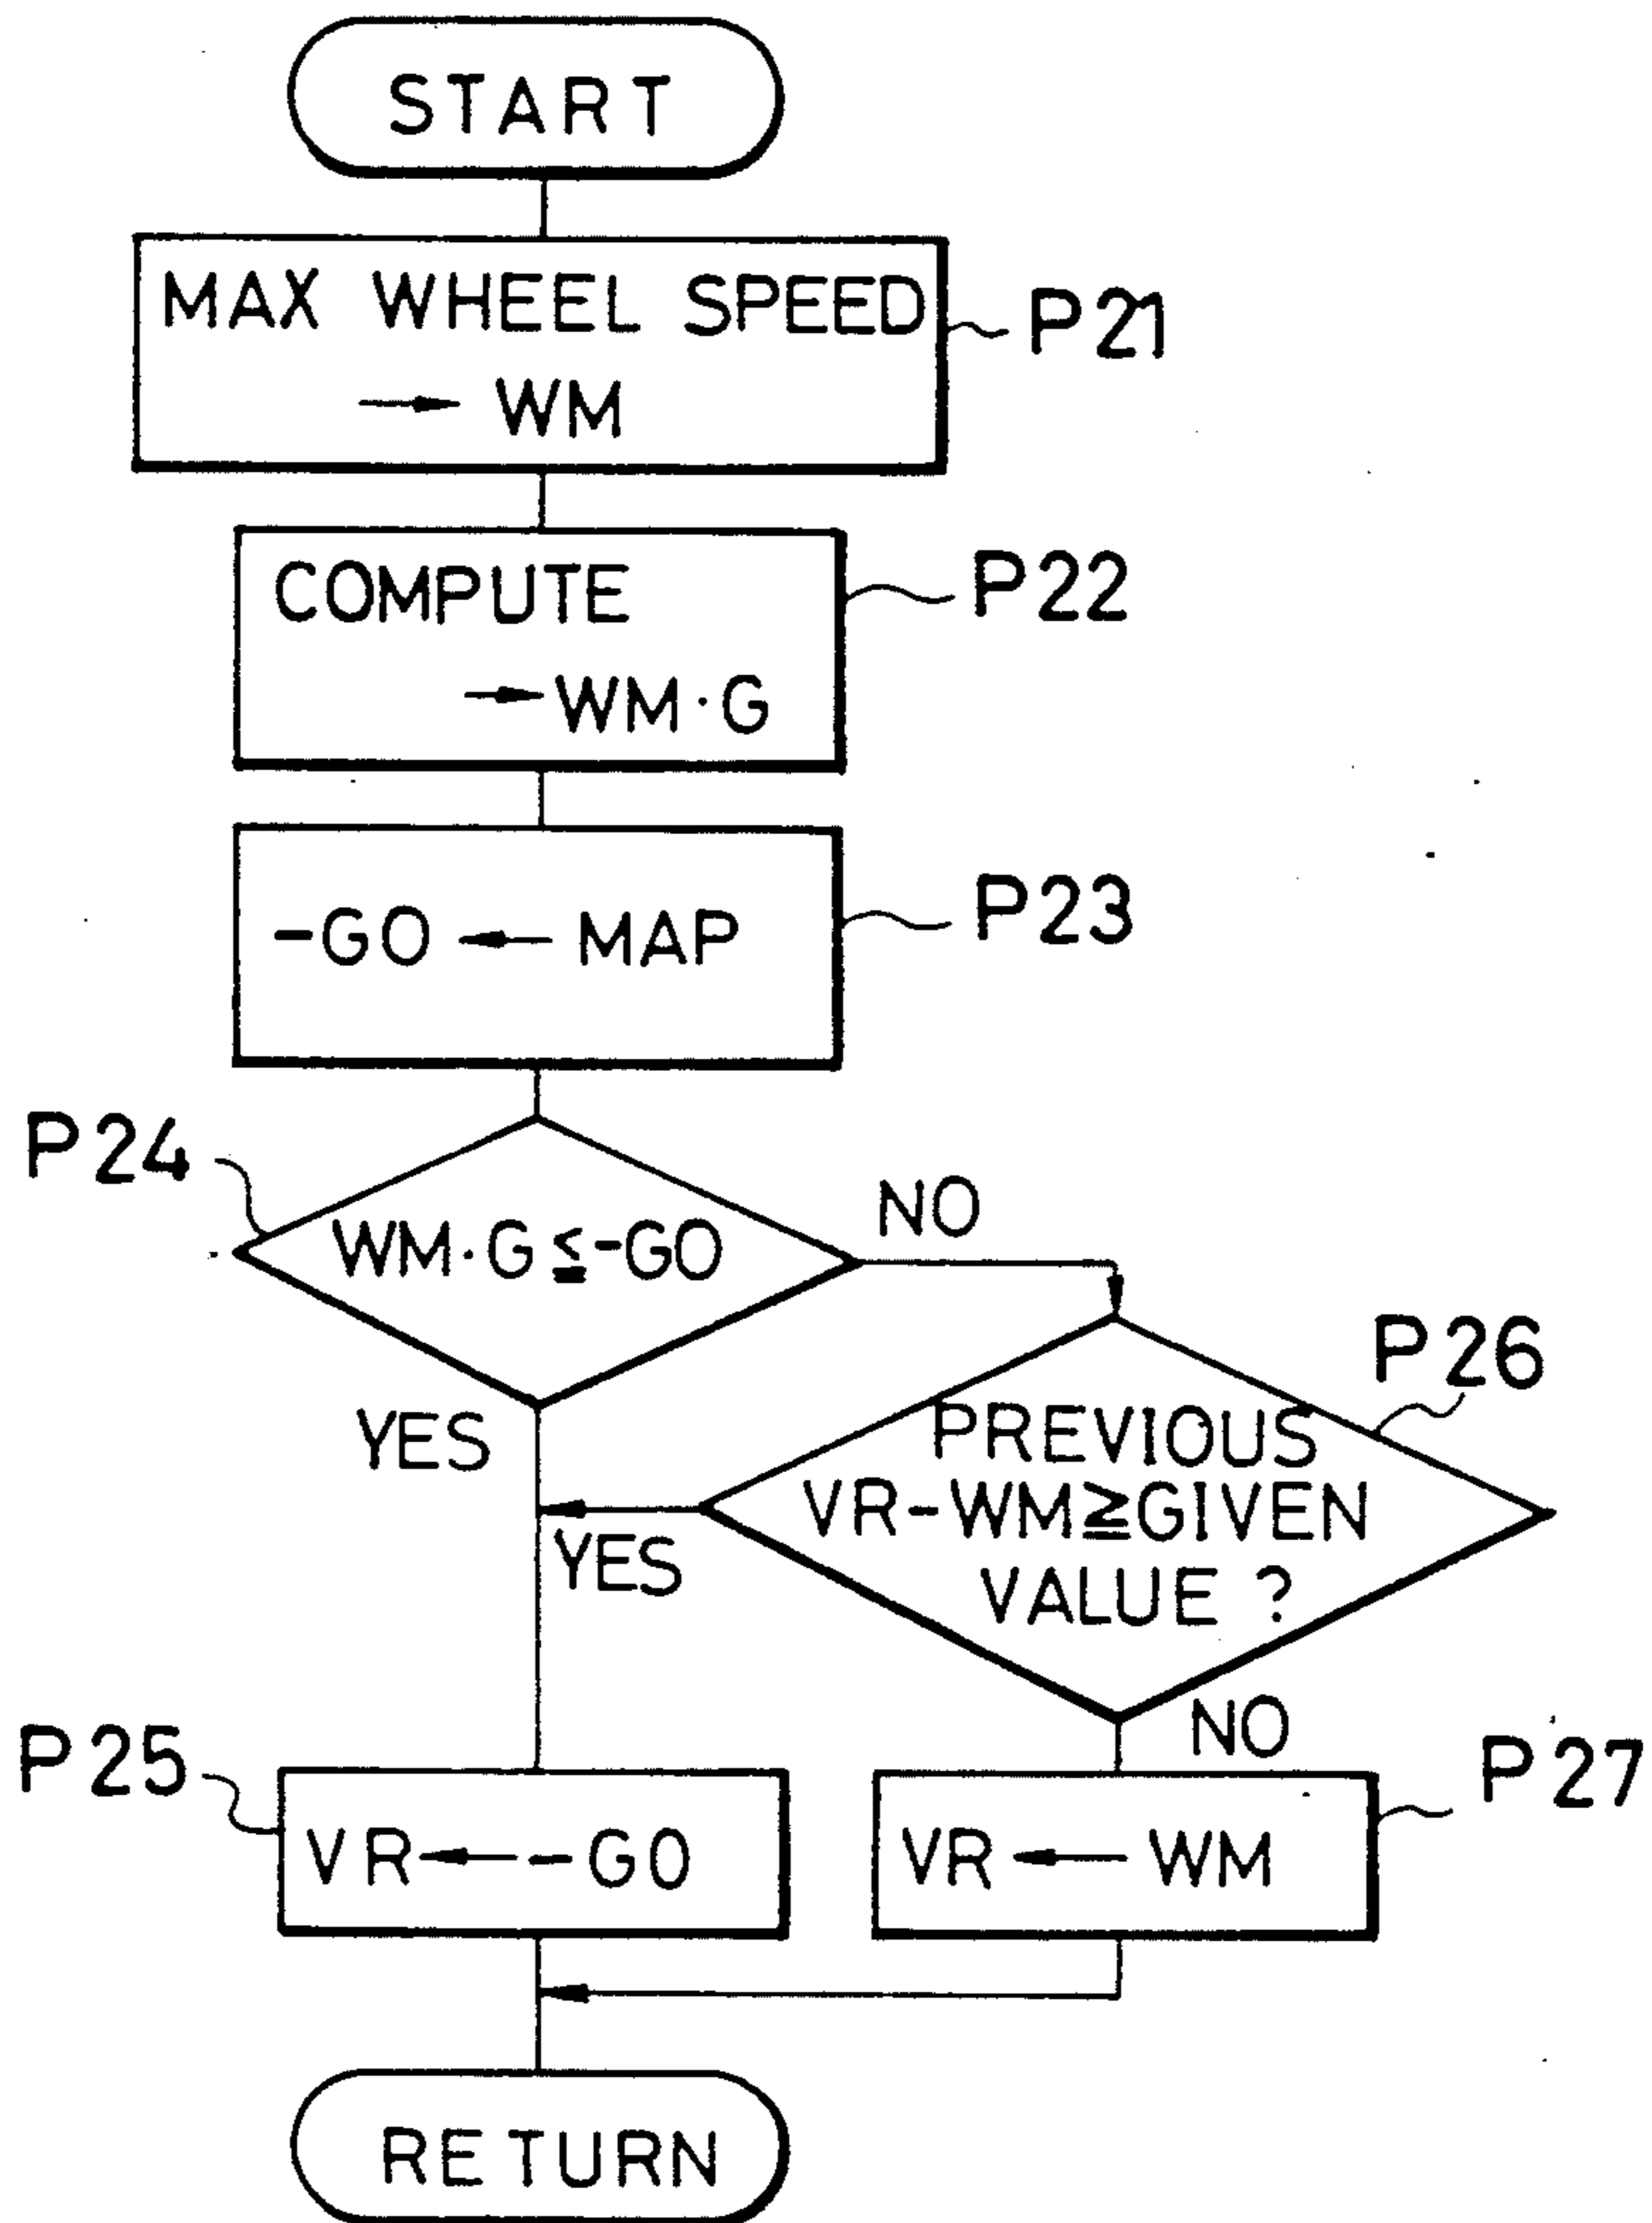 START
MAX WHEEL SPEED
→ WM
P21
COMPUTE
→ WM·G
P22
-GO ← MAP
P23
P24
WM·G ≦ -GO
NO
YES
P26
PREVIOUS
VR-WM ≧ GIVEN
VALUE ?
YES
NO
P25
VR ← -GO
P27
VR ← WM
RETURN